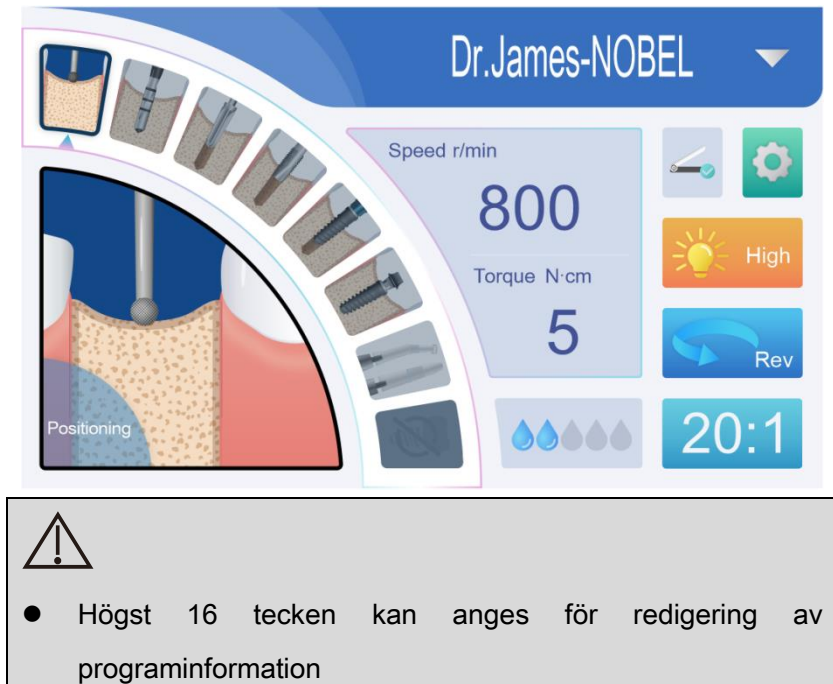 Dr.James-NOBEL
Speed r/min
800
Torque N·cm
5
High
Rev
20:1
Positioning
● Högst 16 tecken kan anges för redigering av
programinformation